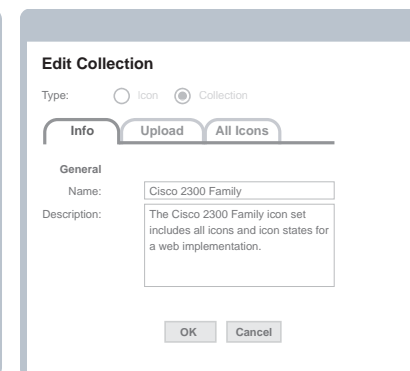 Edit Collection
Type: Icon Collection
Info Upload All Icons
General
Name: Cisco 2300 Family
Description: The Cisco 2300 Family icon set
includes all icons and icon states for
a web implementation.
OK Cancel